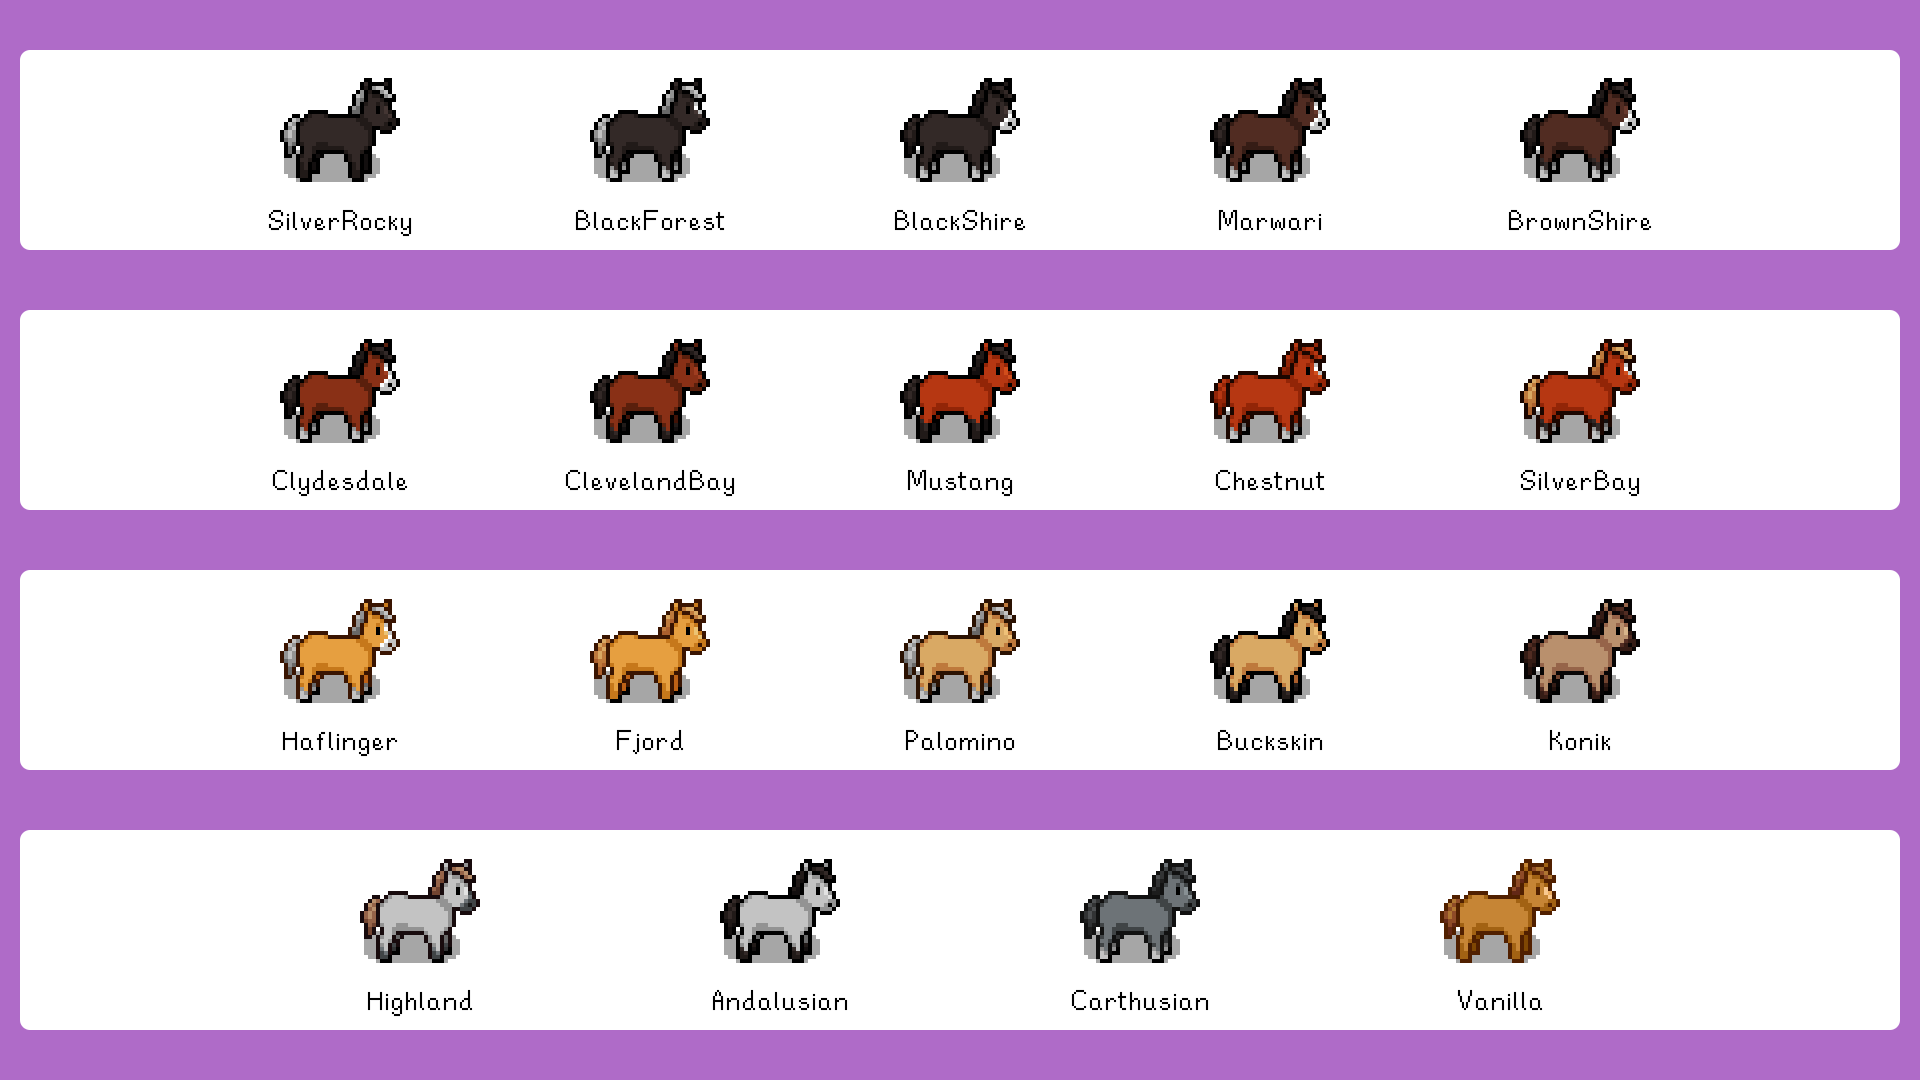 SilverRocky BlackForest BlackShire Marwari BrownShire
Clydesdale ClevelandBay Mustang Chestnut SilverBay
Haflinger Fjord Palomino Buckskin Konik
Highland Andalusian Carthusian Vanilla